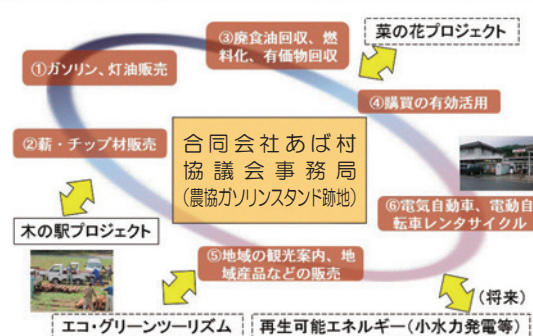 ③廃食油回収、燃
料化、有価物回収
菜の花プロジェクト
①ガソリン、灯油販売
④購買の有効活用
②薪・チップ材販売
合同会社あば村
協議会事務局
(農協ガソリンスタンド跡地)
⑥電気自動車、電動自
転車レンタサイクル
木の駅プロジェクト
⑤地域の観光案内、地
域産品などの販売
(将来)
エコ・グリーンツーリズム
再生可能エネルギー(小水力発電等)